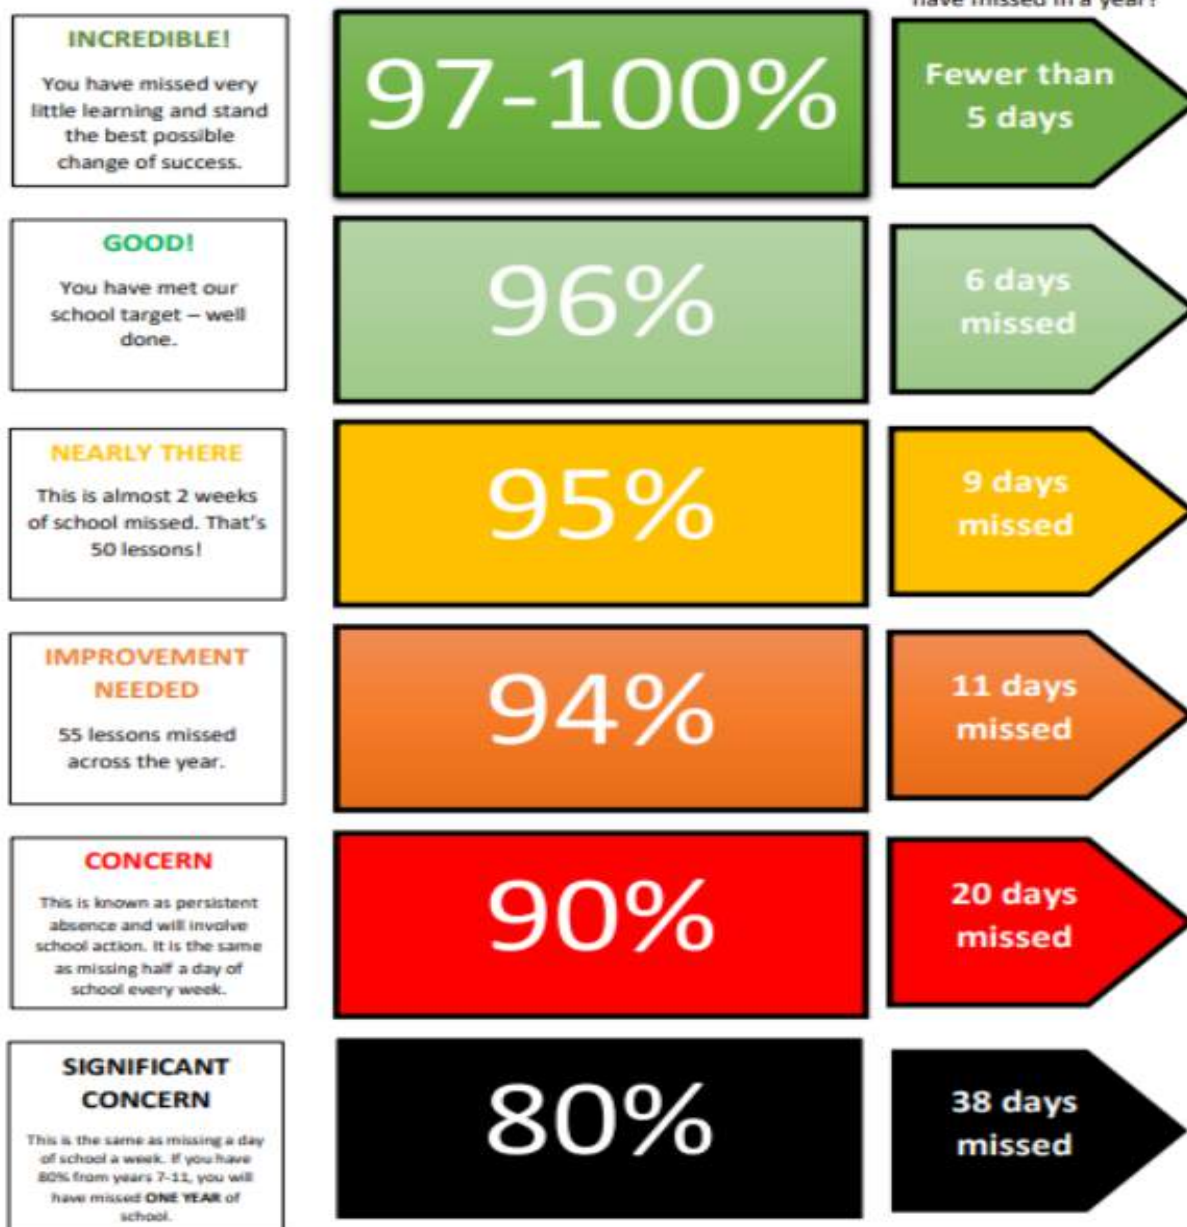 have missed in a year?
INCREDIBLE!
You have missed very
little learning and stand
the best possible
change of success.
97-100%
Fewer than
5 days
GOOD!
You have met our
school target – well
done.
96%
6 days
missed
NEARLY THERE
This is almost 2 weeks
of school missed. That's
50 lessons!
95%
9 days
missed
IMPROVEMENT
NEEDED
55 lessons missed
across the year.
94%
11 days
missed
CONCERN
This is known as persistent
absence and will involve
school action. It is the same
as missing half a day of
school every week.
90%
20 days
missed
SIGNIFICANT
CONCERN
This is the same as missing a day
of school a week. If you have
80% from years 7-11, you will
have missed ONE YEAR of
school.
80%
38 days
missed